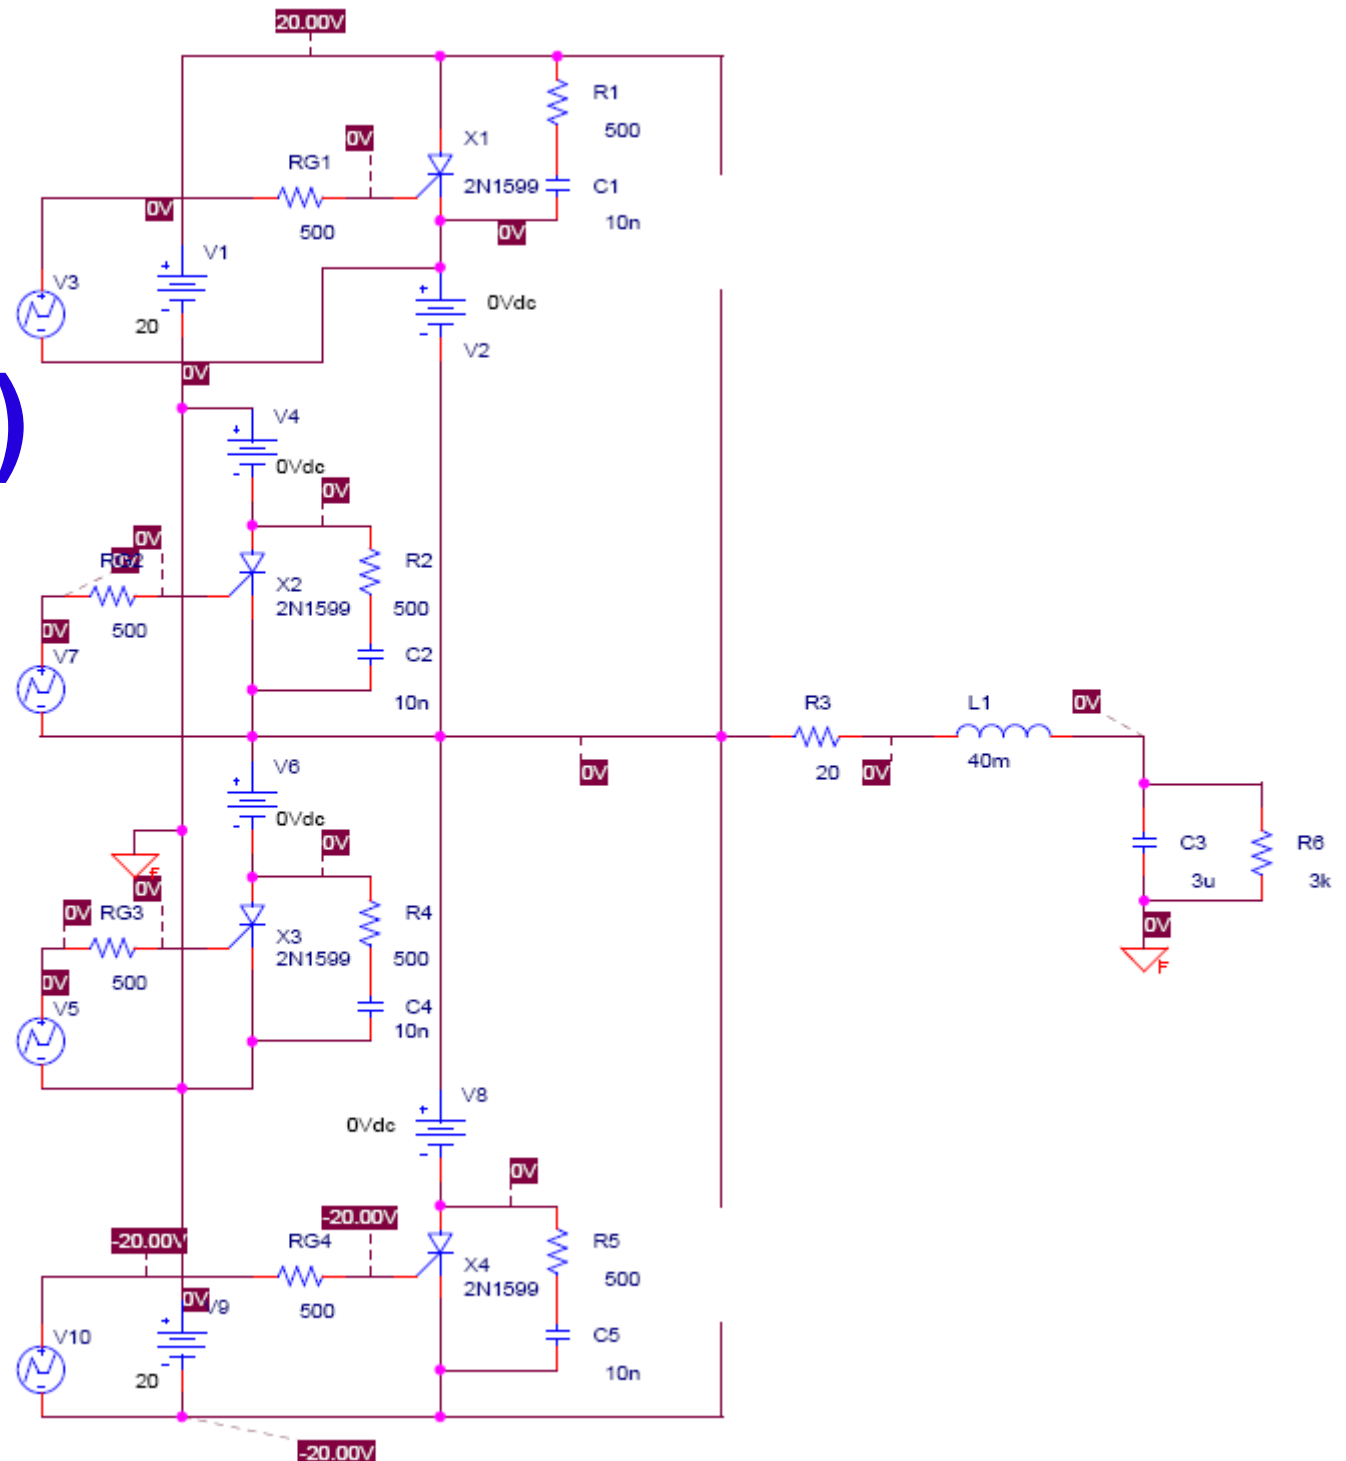 20.00V
R1
500
0V
X1
RG1
2N1599
C1
0V
500
0V
10n
V1
V3
0Vdc
20
V2
0V
)
V4
0Vdc
0V
0V
R2
X2
2N1599
500
500
0V
V7
C2
10n
R3
L1
0V
20
0V
40m
0V
V6
0Vdc
0V
C3
R6
3u
3k
0V
0V
RG3
R4
0V
X3
2N1599
500
500
0V
V5
C4
10n
V8
0Vdc
0V
-20.00V
-20.00V
RG4
R5
X4
2N1599
500
0V
500
V10
C5
20
10n
-20.00V